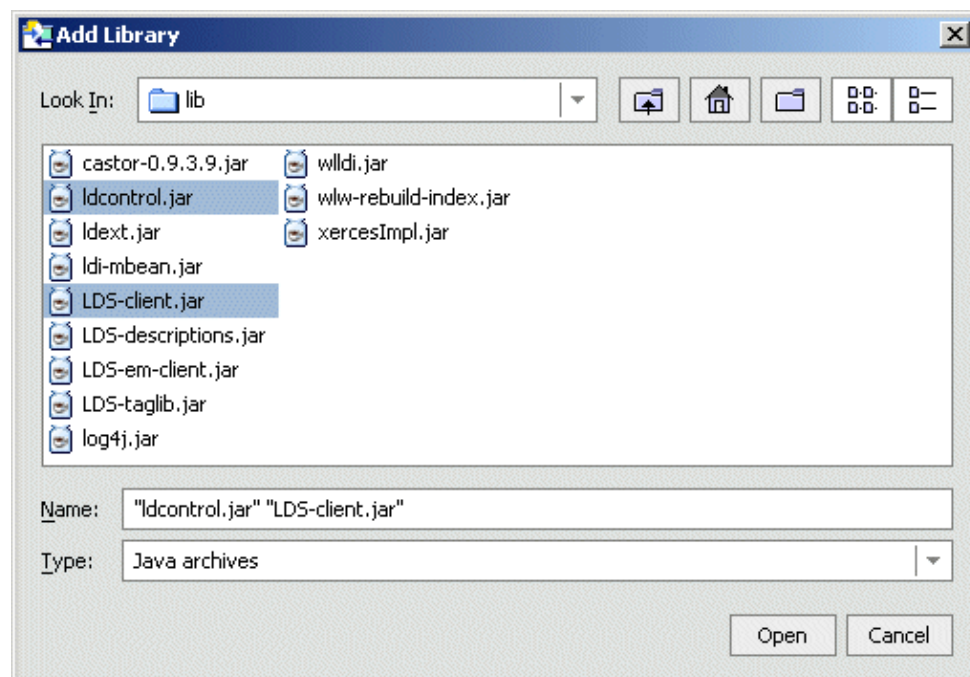 Add Library
Look In: lib
castor-0.9.3.9.jar
ldcontrol.jar
ldext.jar
ldi-mbean.jar
LDS-client.jar
LDS-descriptions.jar
LDS-em-client.jar
LDS-taglib.jar
log4j.jar
wlldi.jar
wlw-rebuild-index.jar
xercesImpl.jar
Name: "ldcontrol.jar" "LDS-client.jar"
Type: Java archives
Open Cancel